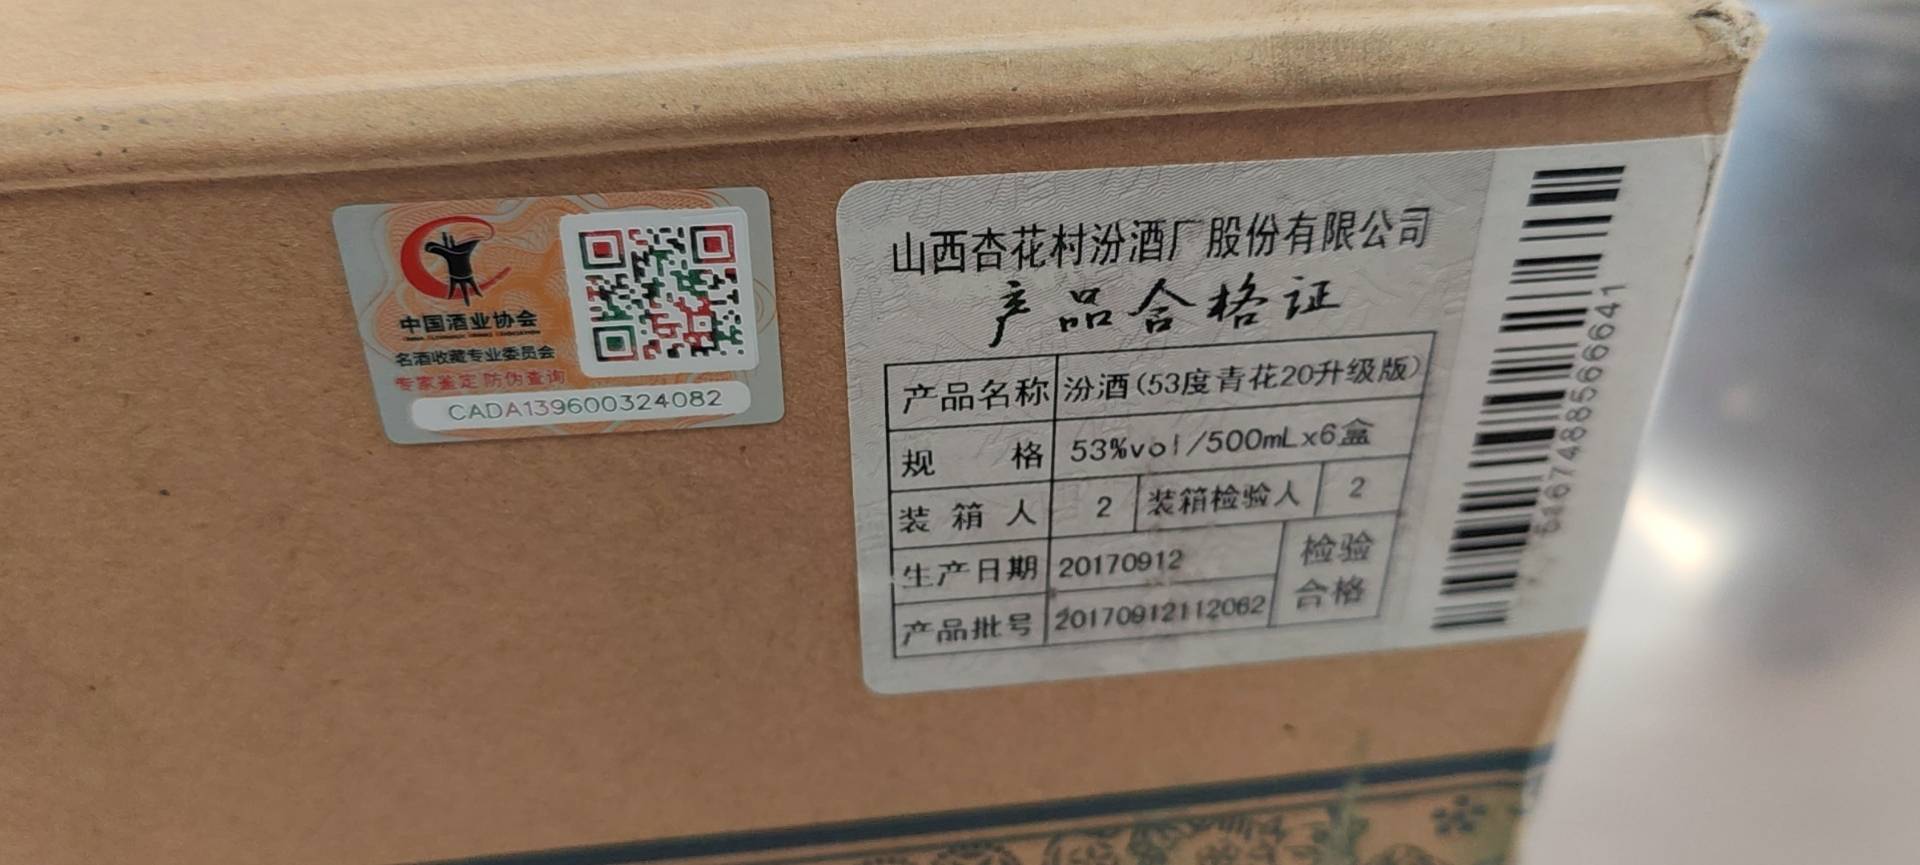 中国酒业协会
名酒收藏专业委员会
专家鉴定 防伪查询
CADA139600324082
山西杏花村汾酒厂股份有限公司
产品合格证
产品名称 汾酒(53度青花20升级版)
规 格 53%vol/500mLx6盒
装箱人 2 装箱检验人 2
生产日期 20170912 检验
产品批号 20170912112062 合格